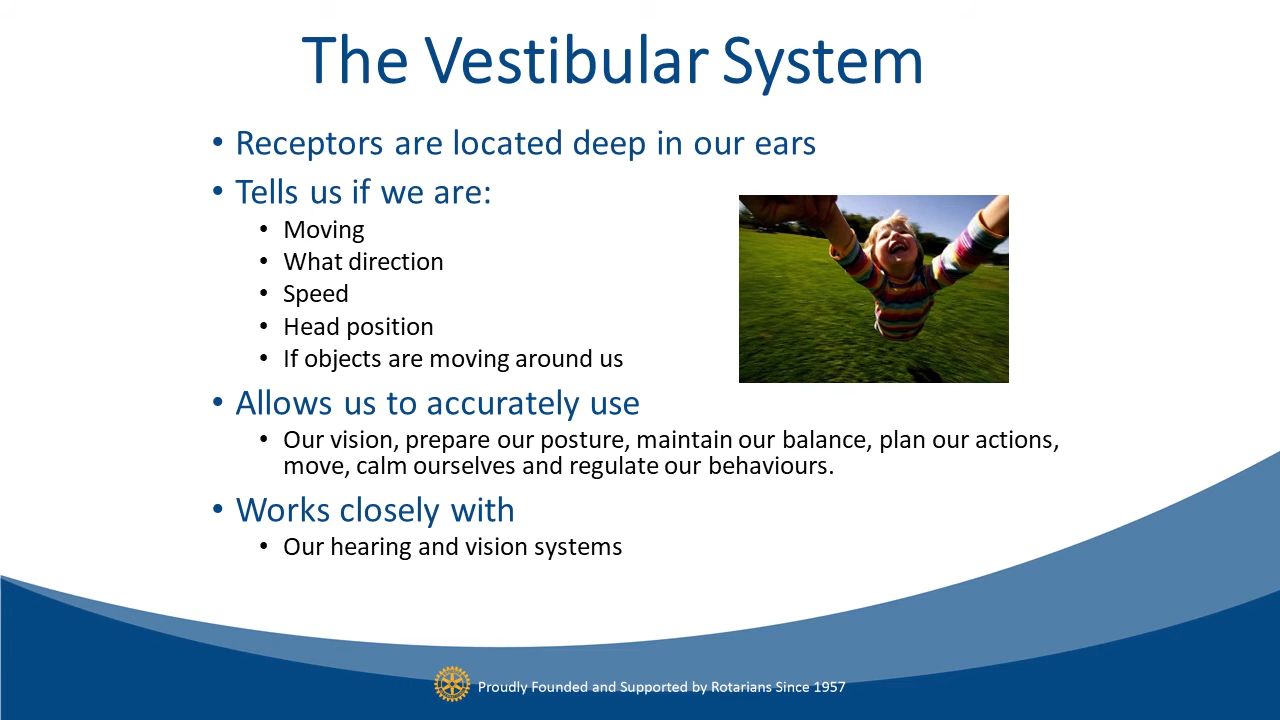 The Vestibular System
• Receptors are located deep in our ears
• Tells us if we are:
• Moving
• What direction
• Speed
• Head position
• If objects are moving around us
• Allows us to accurately use
• Our vision, prepare our posture, maintain our balance, plan our actions,
move, calm ourselves and regulate our behaviours.
• Works closely with
• Our hearing and vision systems
Proudly Founded and Supported by Rotarians Since 1957